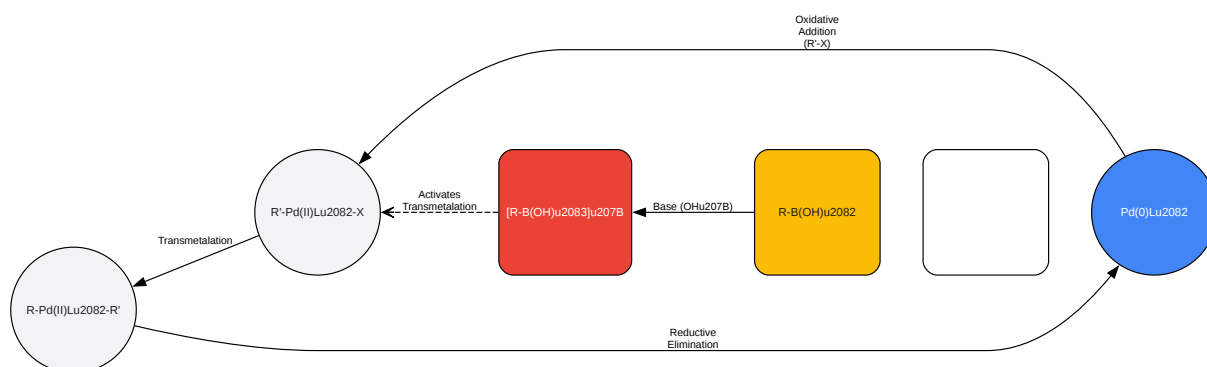 Oxidative
Addition
(R'-X)
R'-Pd(II)Lu2082-X
Activates
Transmetalation
[R-B(OH)u2083]u207B
Base (OHu207B)
R-B(OH)u2082
Pd(0)Lu2082
Transmetalation
R-Pd(II)Lu2082-R'
Reductive
Elimination